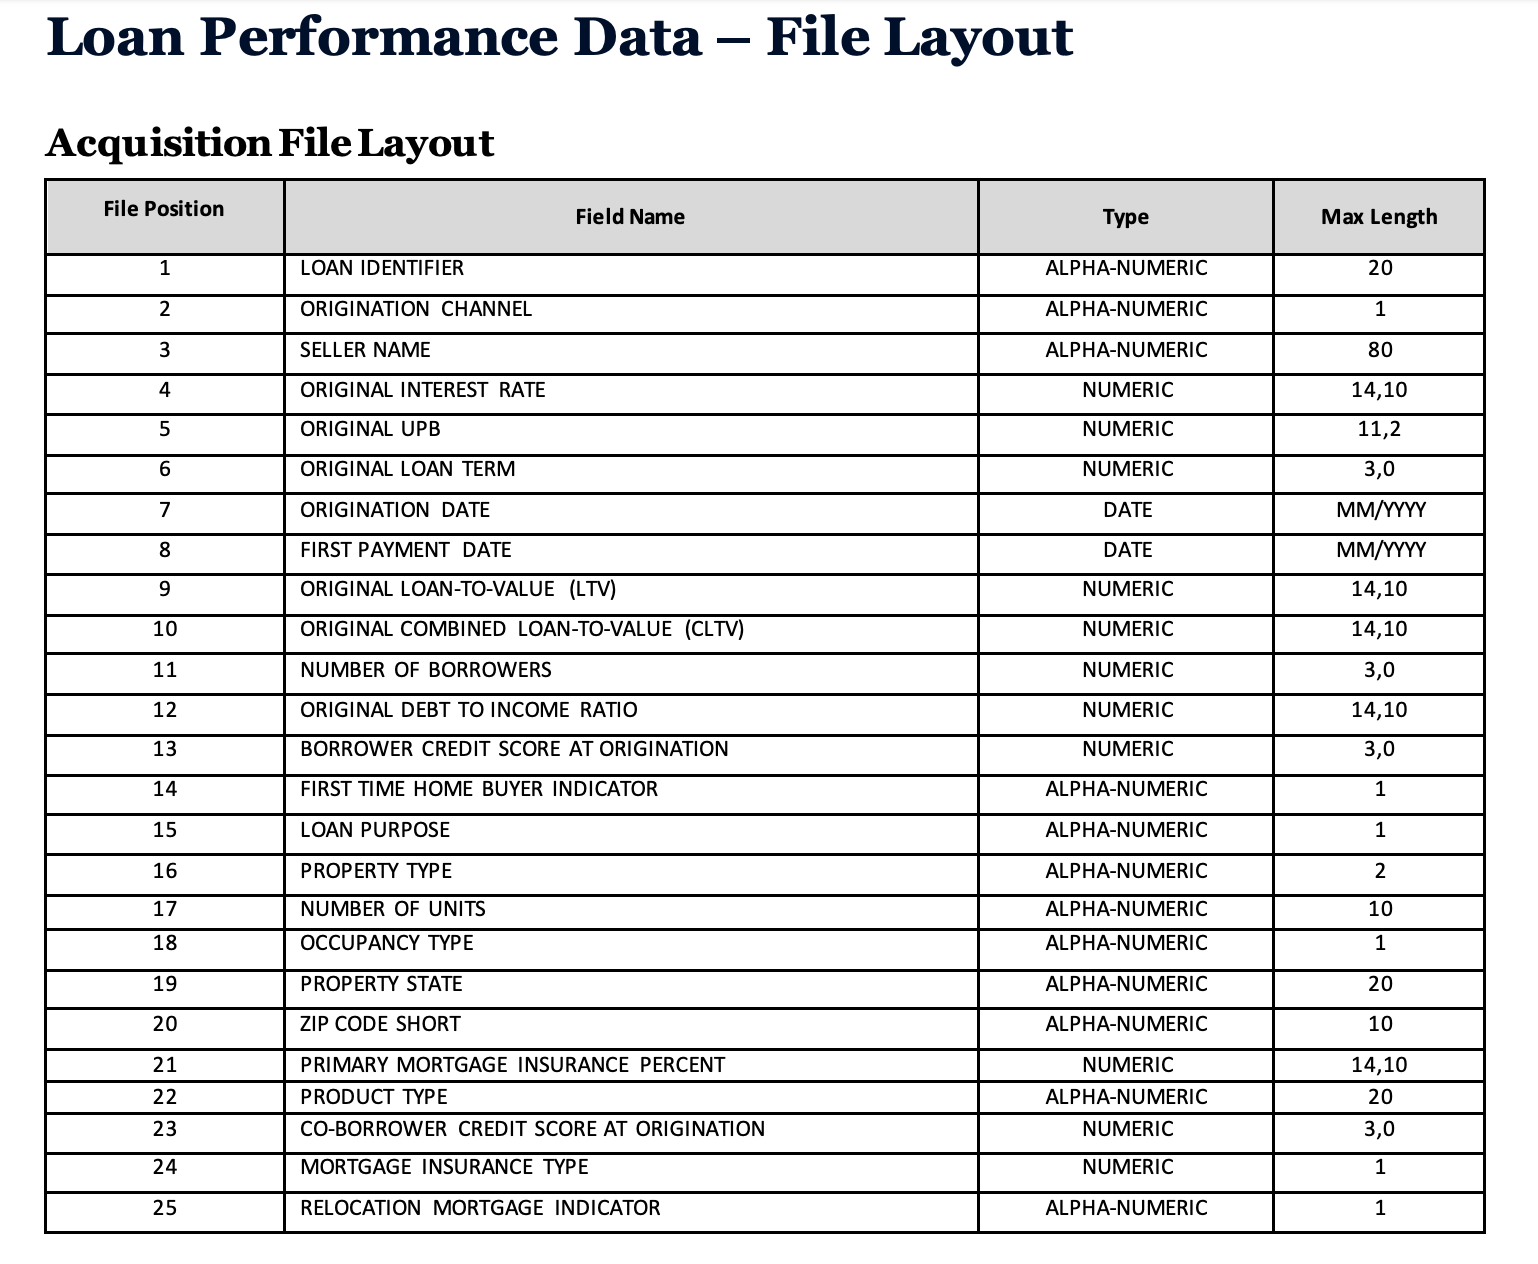 Loan Performance Data – File Layout
Acquisition File Layout
File Position Field Name Type Max Length
1 LOAN IDENTIFIER ALPHA-NUMERIC 20
2 ORIGINATION CHANNEL ALPHA-NUMERIC 1
3 SELLER NAME ALPHA-NUMERIC 80
4 ORIGINAL INTEREST RATE NUMERIC 14,10
5 ORIGINAL UPB NUMERIC 11,2
6 ORIGINAL LOAN TERM NUMERIC 3,0
7 ORIGINATION DATE DATE MM/YYYY
8 FIRST PAYMENT DATE DATE MM/YYYY
9 ORIGINAL LOAN-TO-VALUE (LTV) NUMERIC 14,10
10 ORIGINAL COMBINED LOAN-TO-VALUE (CLTV) NUMERIC 14,10
11 NUMBER OF BORROWERS NUMERIC 3,0
12 ORIGINAL DEBT TO INCOME RATIO NUMERIC 14,10
13 BORROWER CREDIT SCORE AT ORIGINATION NUMERIC 3,0
14 FIRST TIME HOME BUYER INDICATOR ALPHA-NUMERIC 1
15 LOAN PURPOSE ALPHA-NUMERIC 1
16 PROPERTY TYPE ALPHA-NUMERIC 2
17 NUMBER OF UNITS ALPHA-NUMERIC 10
18 OCCUPANCY TYPE ALPHA-NUMERIC 1
19 PROPERTY STATE ALPHA-NUMERIC 20
20 ZIP CODE SHORT ALPHA-NUMERIC 10
21 PRIMARY MORTGAGE INSURANCE PERCENT NUMERIC 14,10
22 PRODUCT TYPE ALPHA-NUMERIC 20
23 CO-BORROWER CREDIT SCORE AT ORIGINATION NUMERIC 3,0
24 MORTGAGE INSURANCE TYPE NUMERIC 1
25 RELOCATION MORTGAGE INDICATOR ALPHA-NUMERIC 1